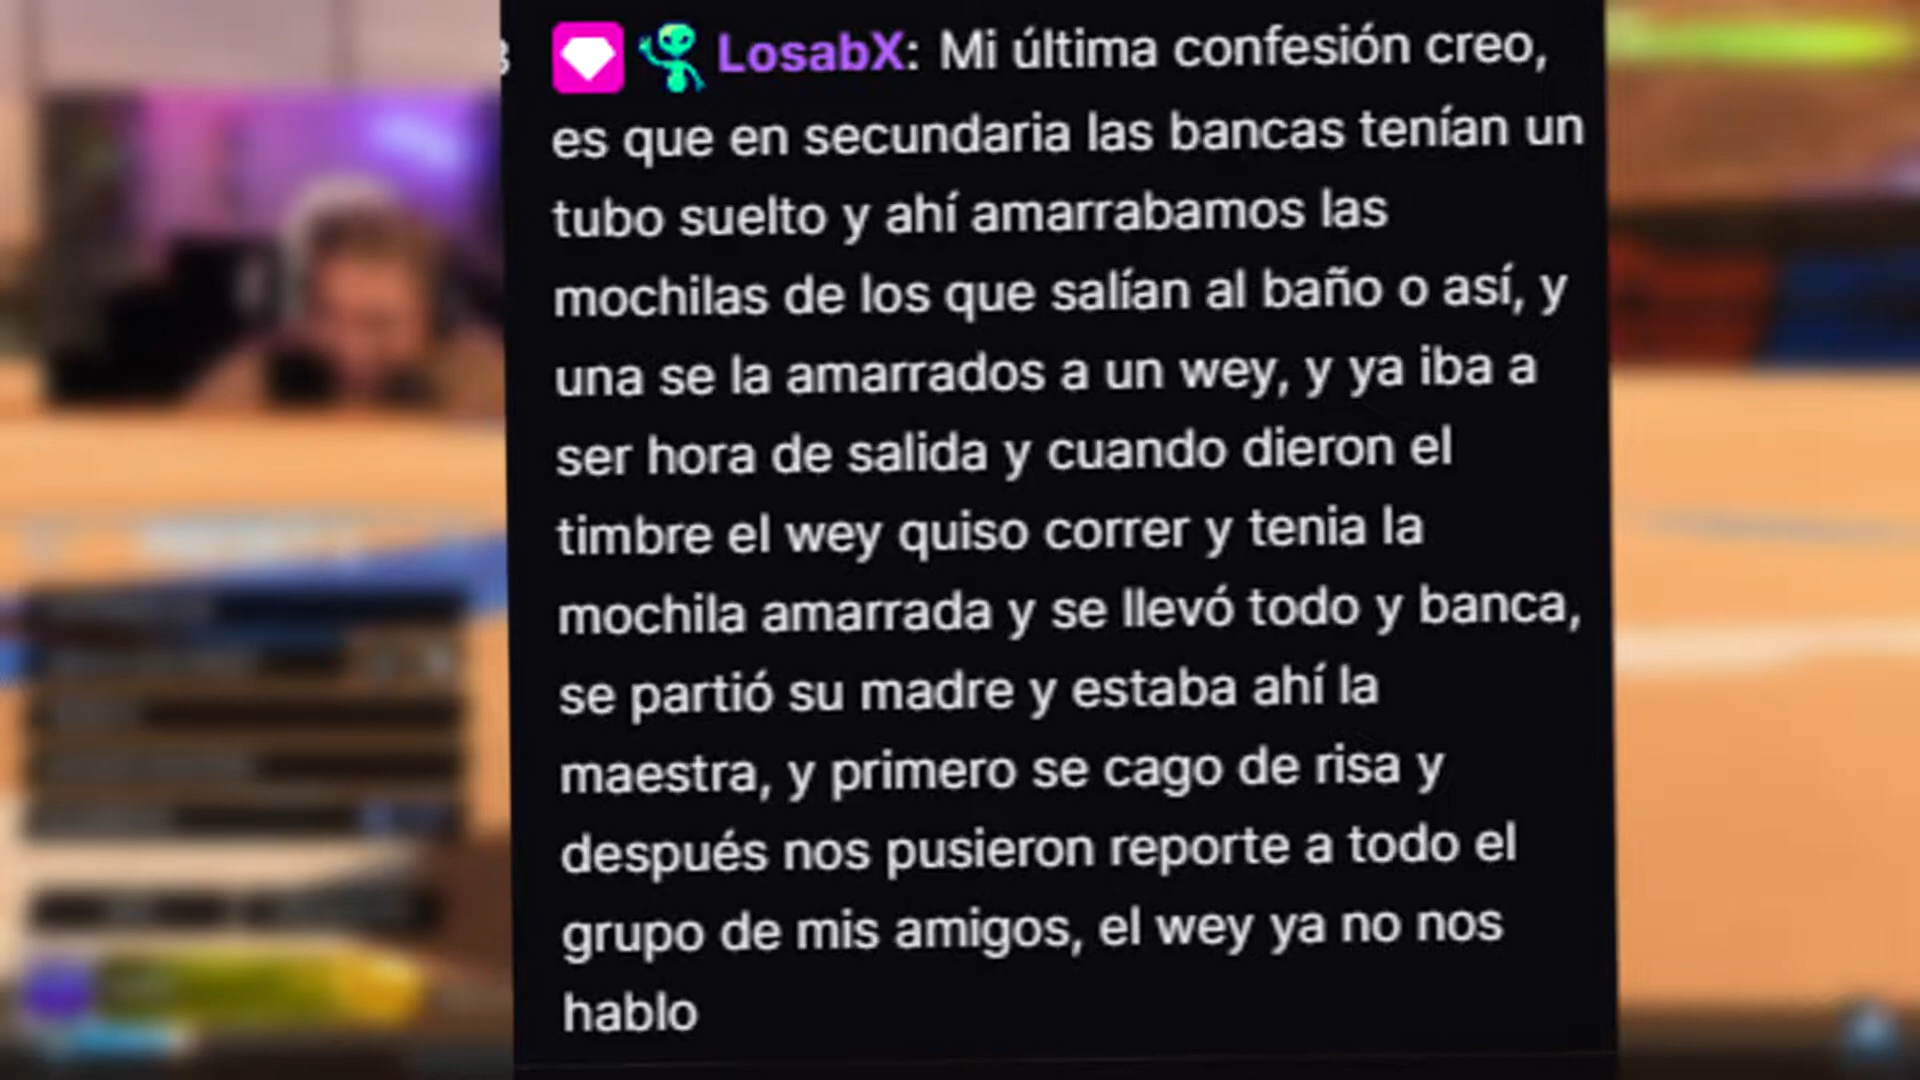 LosabX: Mi última confesión creo,
es que en secundaria las bancas tenían un
tubo suelto y ahí amarrabamos las
mochilas de los que salían al baño o así, y
una se la amarrados a un wey, y ya iba a
ser hora de salida y cuando dieron el
timbre el wey quiso correr y tenia la
mochila amarrada y se llevó todo y banca,
se partió su madre y estaba ahí la
maestra, y primero se cago de risa y
después nos pusieron reporte a todo el
grupo de mis amigos, el wey ya no nos
hablo